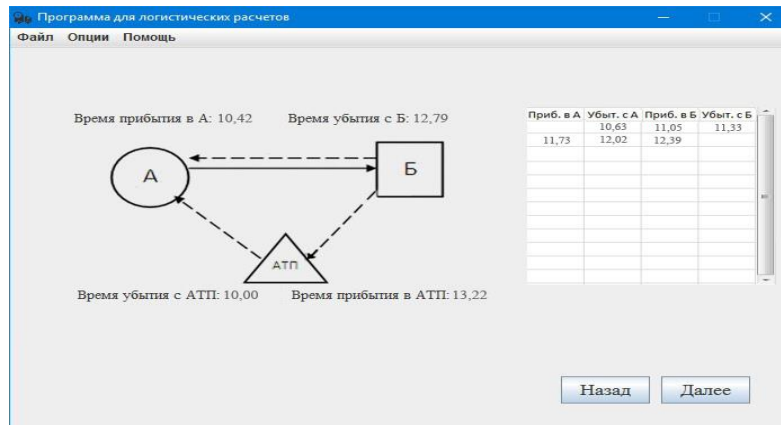 Программа для логистических расчетов
Файл Опции Помощь
Время прибытия в А: 10,42 Время убытия с Б: 12,79
А
Б
АТП
Время убытия с АТП: 10,00 Время прибытия в АТП: 13,22
Приб. в А Убыт. с А Приб. в Б Убыт. с Б
10,63 11,05 11,33
11,73 12,02 12,39
Назад Далее